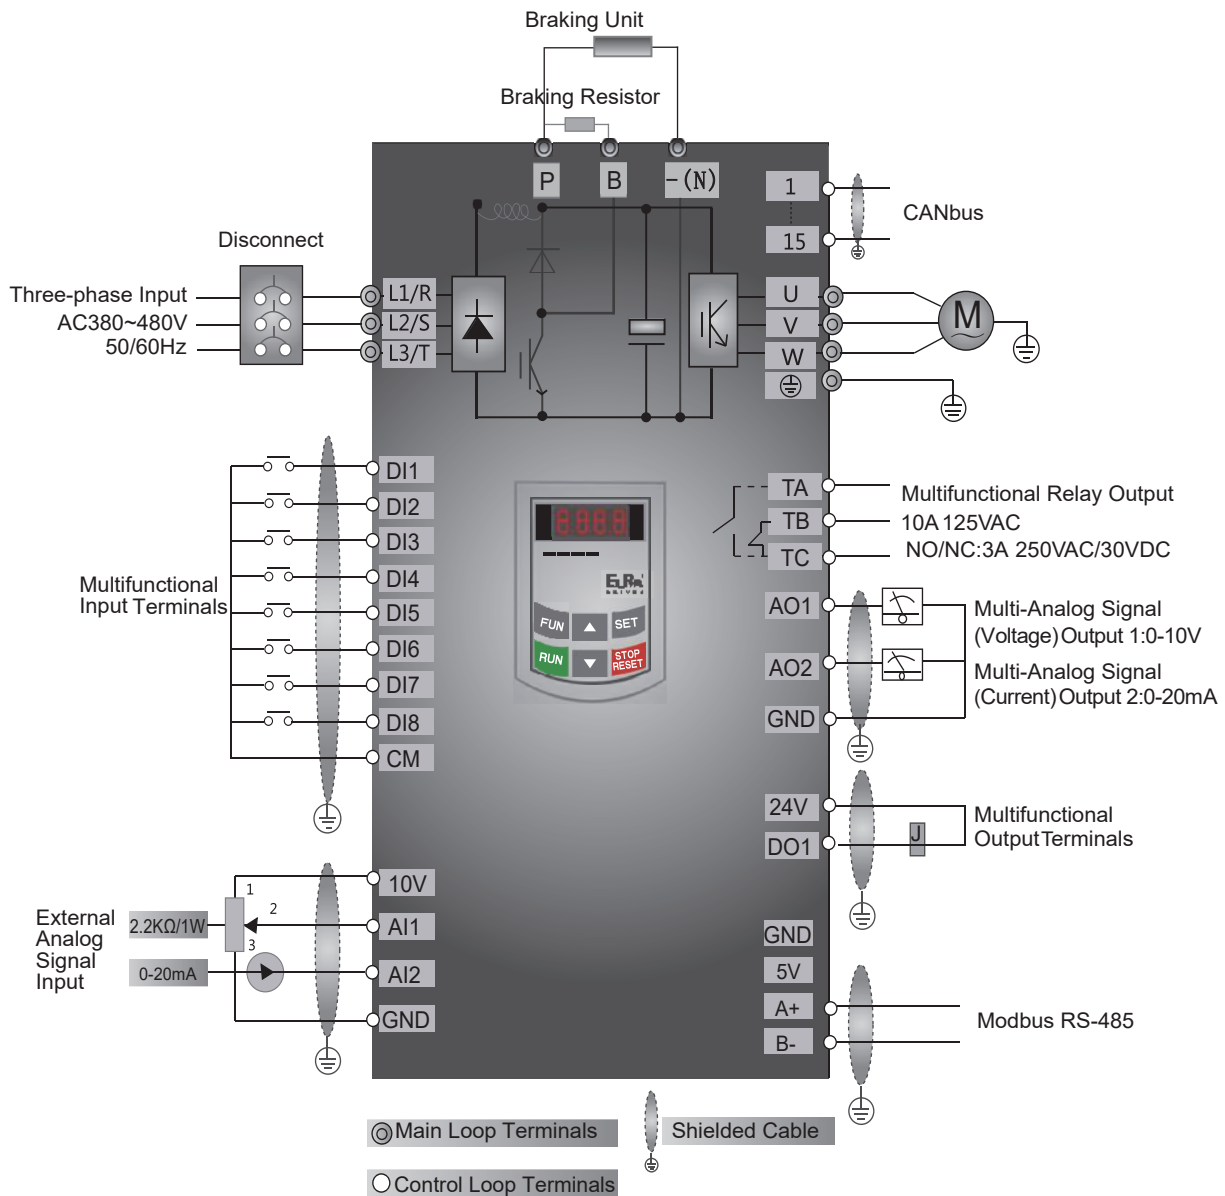 Braking Unit
Braking Resistor
P
B
-(N)
1
15
CANbus
Disconnect
Three-phase Input
AC380~480V
50/60Hz
L1/R
L2/S
L3/T
U
V
W
M
DI1
DI2
DI3
DI4
DI5
DI6
DI7
DI8
CM
Multifunctional
Input Terminals
FUN
SET
RUN
STOP
RESET
TA
TB
TC
Multifunctional Relay Output
10A 125VAC
NO/NC:3A 250VAC/30VDC
AO1
AO2
GND
Multi-Analog Signal
(Voltage) Output 1:0-10V
Multi-Analog Signal
(Current) Output 2:0-20mA
24V
DO1
J
Multifunctional
Output Terminals
External
Analog
Signal
Input
2.2KΩ/1W
0-20mA
1
2
3
10V
AI1
AI2
GND
GND
5V
A+
B-
Modbus RS-485
Main Loop Terminals
Shielded Cable
Control Loop Terminals